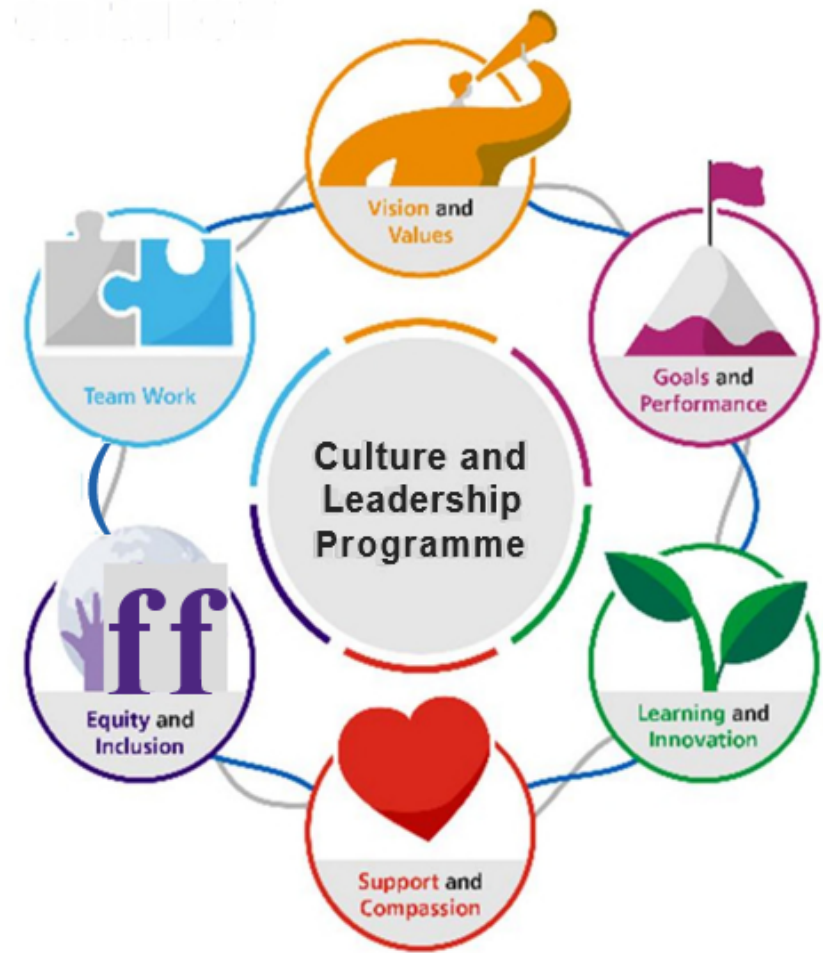 Culture and
Leadership
Programme
Vision and
Values
Goals and
Performance
Learning and
Innovation
Support and
Compassion
ff
Equity and
Inclusion
Team Work